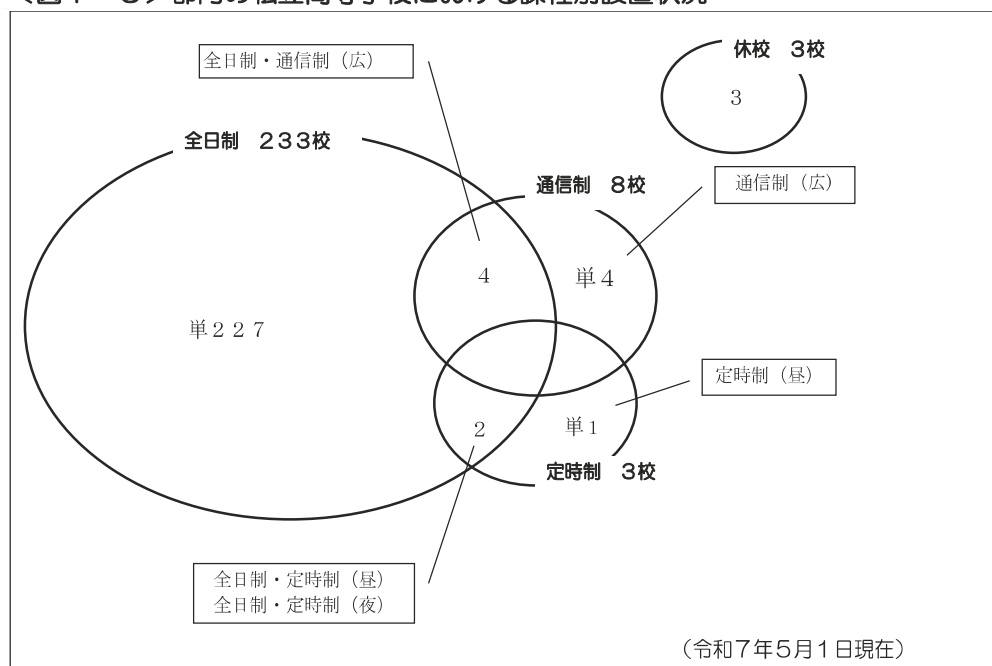 全日制・通信制（広）
休校　3校
3
全日制　233校
通信制　8校
通信制（広）
4
単4
単227
定時制（昼）
2
単1
定時制　3校
全日制・定時制（昼）
全日制・定時制（夜）
（令和7年5月1日現在）